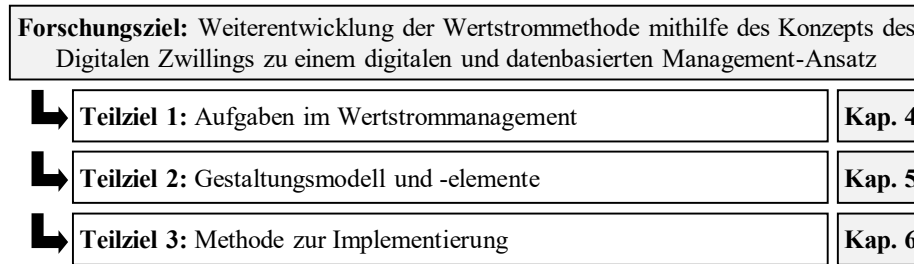 Forschungsziel: Weiterentwicklung der Wertstrommethode mithilfe des Konzepts des
Digitalen Zwillings zu einem digitalen und datenbasierten Management-Ansatz
Teilziel 1: Aufgaben im Wertstrommanagement Kap. 4
Teilziel 2: Gestaltungsmodell und -elemente Kap. 5
Teilziel 3: Methode zur Implementierung Kap. 6